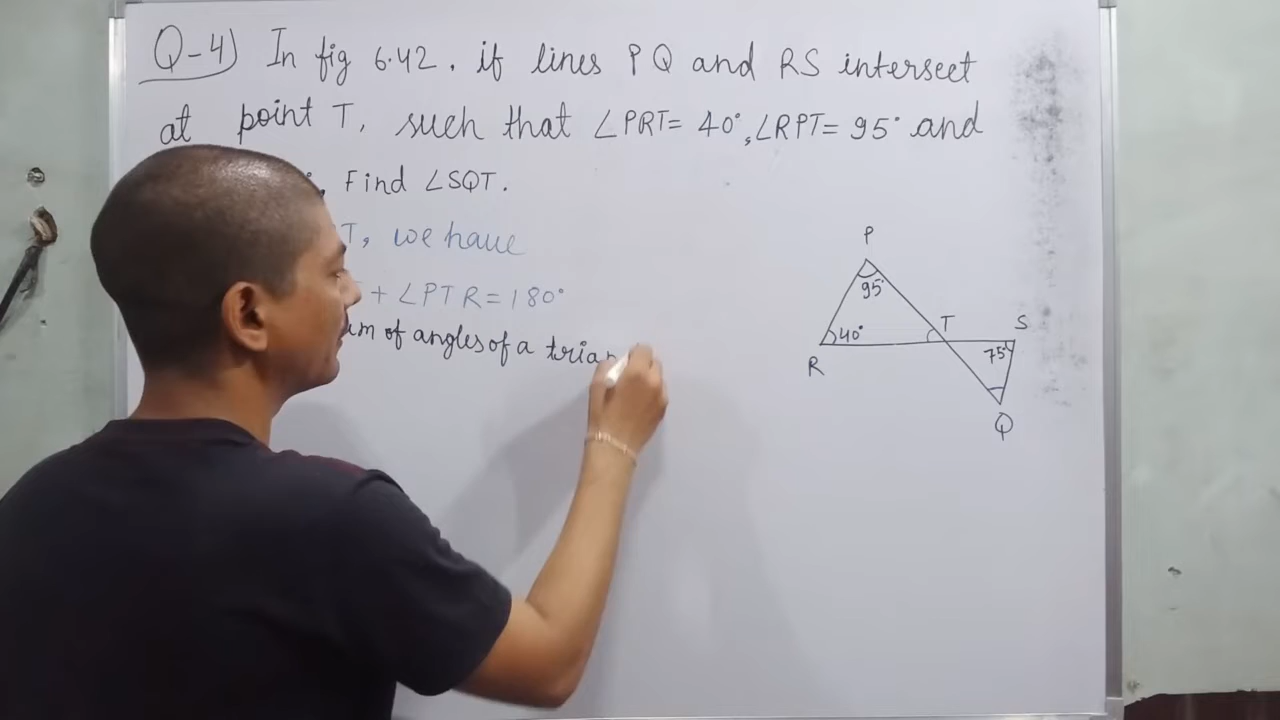 Q-4) In fig 6.42. if lines PQ and RS intersect
at point T, such that ∠PRT= 40°, ∠RPT= 95° and
, Find ∠SQT.
T, we have
+ ∠PTR = 180°
of angles of a trian
P
95°
40°
T
S
75°
R
Q